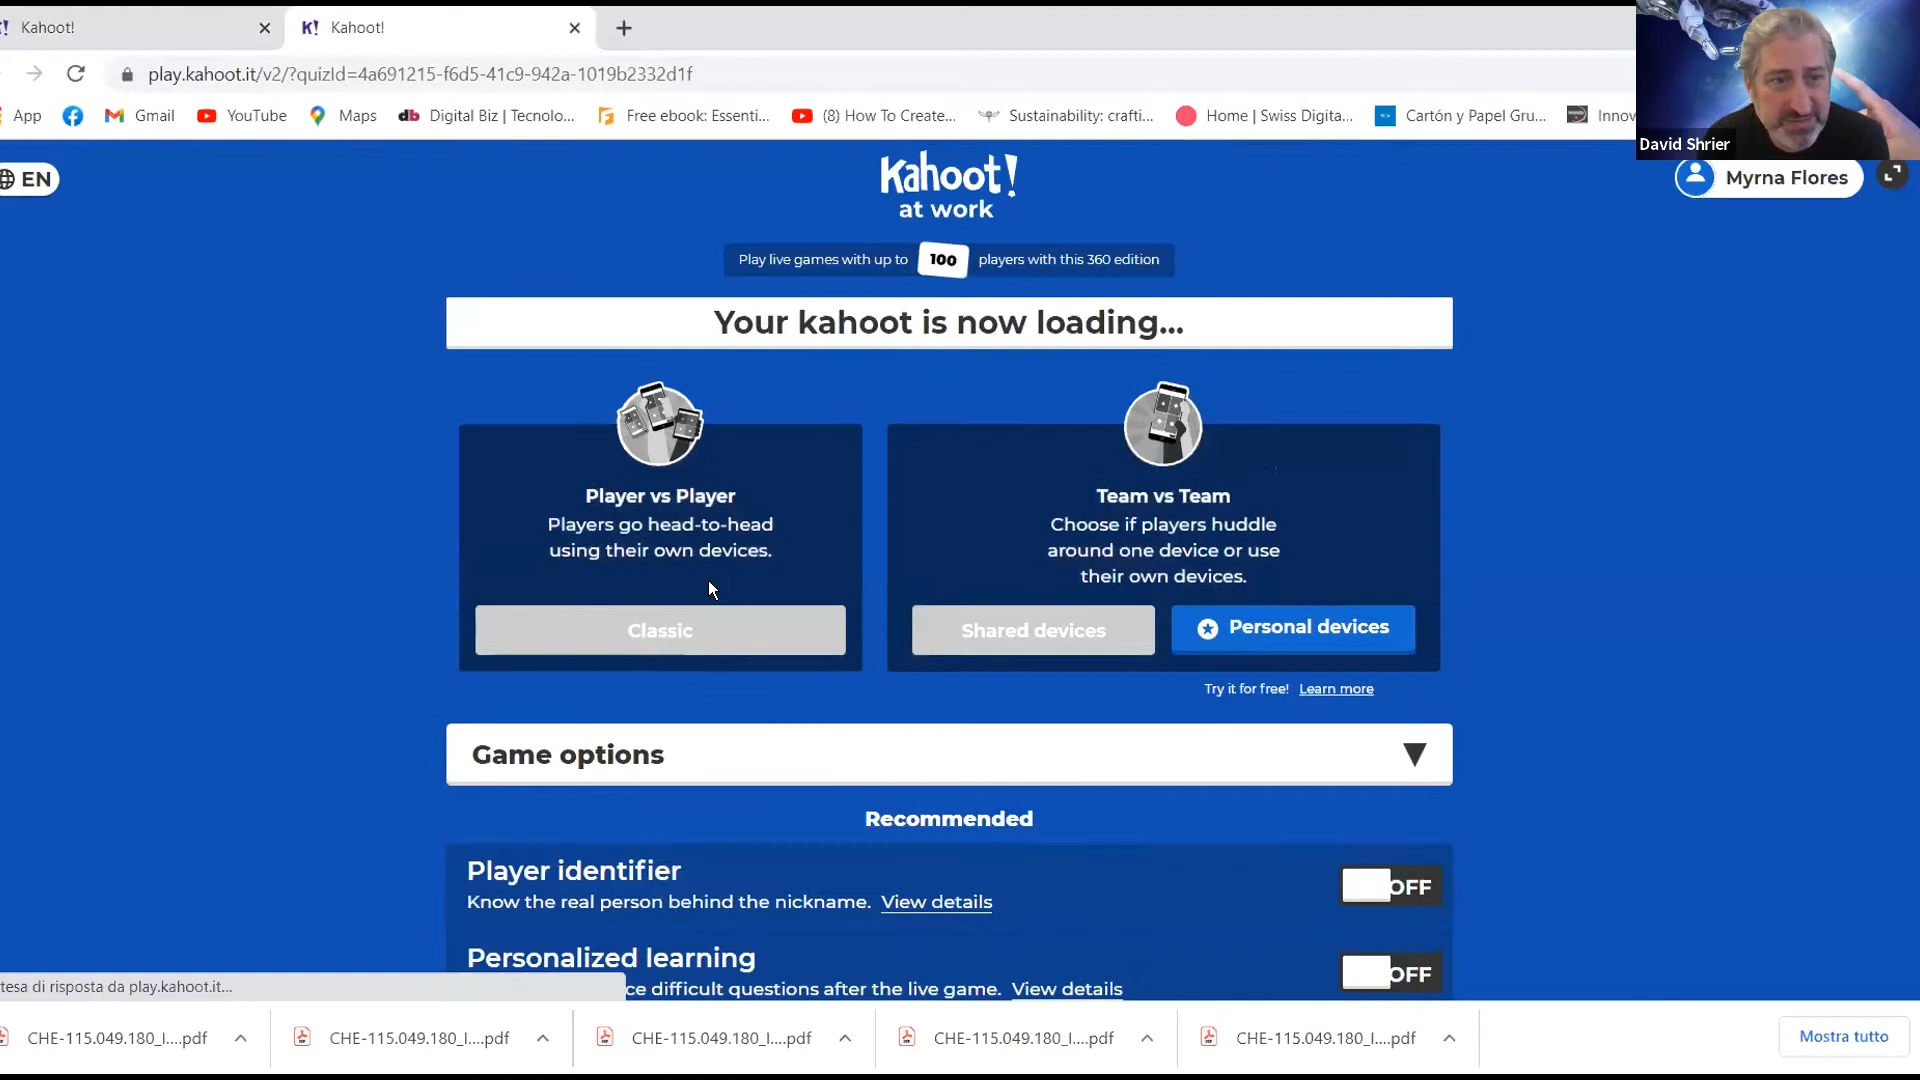 Kahoot!
Kahoot!
play.kahoot.it/v2/?quizId=4a691215-f6d5-41c9-942a-1019b2332d1f
App
Gmail
YouTube
Maps
db Digital Biz | Tecnolo...
Free ebook: Essenti...
(8) How To Create...
Sustainability: crafti...
Home | Swiss Digita...
Cartón y Papel Gru...
Innov
David Shrier
EN
Kahoot!
at work
Myrna Flores
Play live games with up to 100 players with this 360 edition
Your kahoot is now loading...
Player vs Player
Players go head-to-head
using their own devices.
Classic
Team vs Team
Choose if players huddle
around one device or use
their own devices.
Shared devices
Personal devices
Try it for free! Learn more
Game options
Recommended
Player identifier
Know the real person behind the nickname. View details
OFF
Personalized learning
ce difficult questions after the live game. View details
OFF
tesa di risposta da play.kahoot.it...
CHE-115.049.180_I....pdf
CHE-115.049.180_I....pdf
CHE-115.049.180_I....pdf
CHE-115.049.180_I....pdf
CHE-115.049.180_I....pdf
Mostra tutto